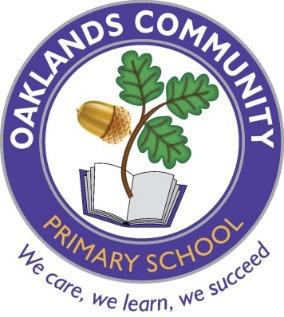 OAKLANDS COMMUNITY
PRIMARY SCHOOL
We care, we learn, we succeed